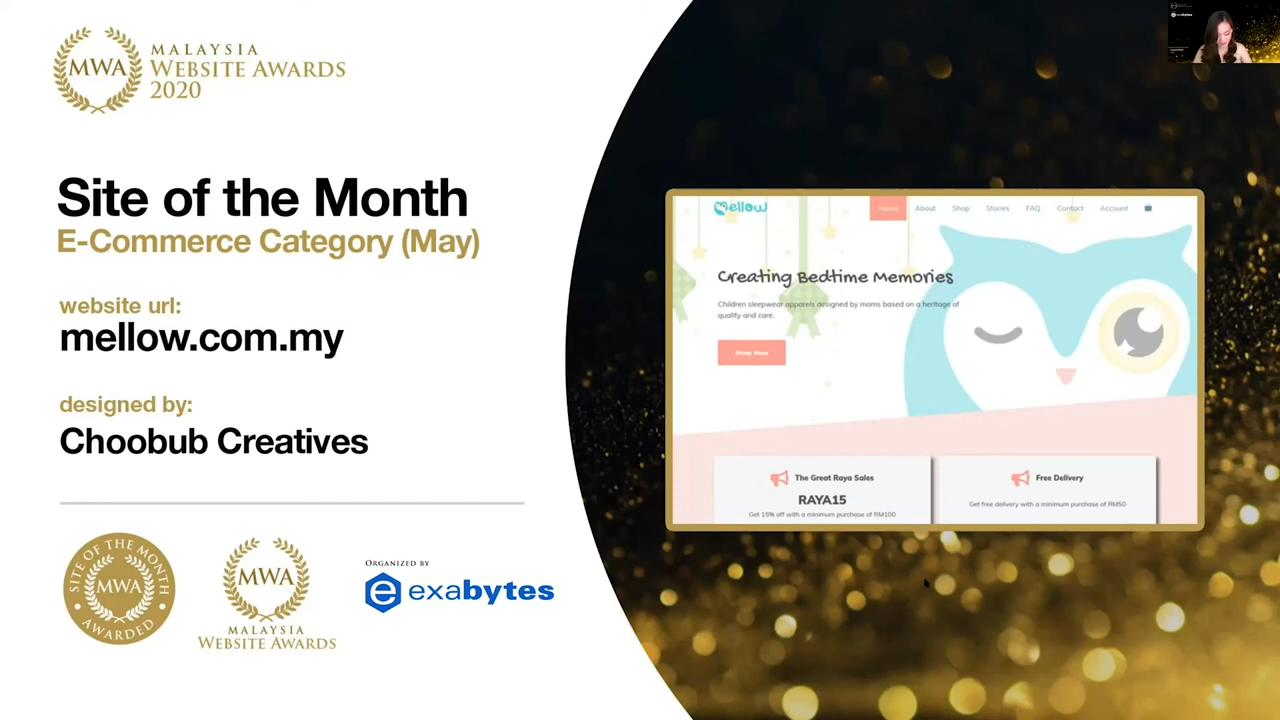 MWA
MALAYSIA
WEBSITE AWARDS
2020
Site of the Month
E-Commerce Category (May)
website url:
mellow.com.my
designed by:
Choobub Creatives
SITE OF THE MONTH
MWA
AWARDED
MWA
MALAYSIA
WEBSITE AWARDS
ORGANIZED BY
e exabytes
mellow
Home About Shop Stories FAQ Contact Account
Creating Bedtime Memories
Children sleepwear apparels designed by moms based on a heritage of
quality and care.
Shop Now
The Great Raya Sales
RAYA15
Get 15% off with a minimum purchase of RM100
Free Delivery
Get free delivery with a minimum purchase of RM50
exabytes